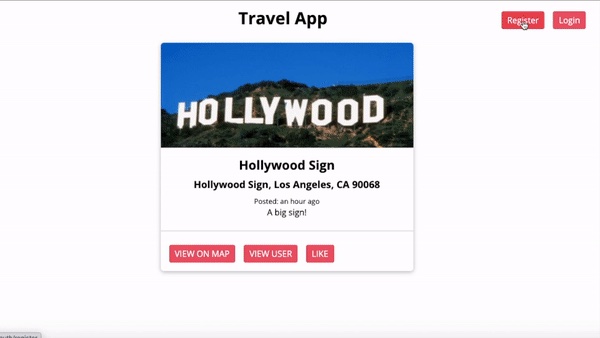 Travel App
Register
Login
HOLLYWOOD
Hollywood Sign
Hollywood Sign, Los Angeles, CA 90068
Posted: an hour ago
A big sign!
VIEW ON MAP
VIEW USER
LIKE